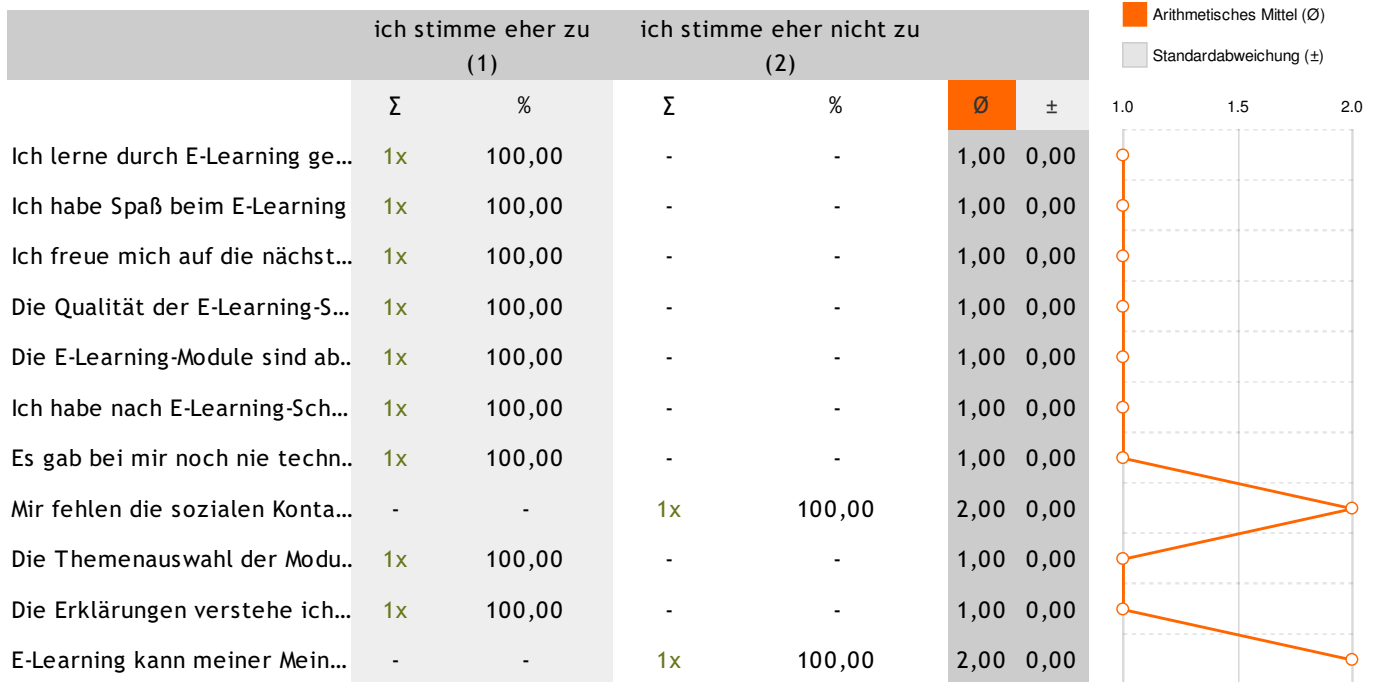 ich stimme eher zu (1) ich stimme eher nicht zu (2)
Arithmetisches Mittel (Ø)
Standardabweichung (±)
Σ % Σ % Ø ± 1.0 1.5 2.0
Ich lerne durch E-Learning ge... 1x 100,00 - - 1,00 0,00
Ich habe Spaß beim E-Learning 1x 100,00 - - 1,00 0,00
Ich freue mich auf die nächst... 1x 100,00 - - 1,00 0,00
Die Qualität der E-Learning-S... 1x 100,00 - - 1,00 0,00
Die E-Learning-Module sind ab.. 1x 100,00 - - 1,00 0,00
Ich habe nach E-Learning-Sch... 1x 100,00 - - 1,00 0,00
Es gab bei mir noch nie techn.. 1x 100,00 - - 1,00 0,00
Mir fehlen die sozialen Konta... - - 1x 100,00 2,00 0,00
Die Themenauswahl der Modu.. 1x 100,00 - - 1,00 0,00
Die Erklärungen verstehe ich... 1x 100,00 - - 1,00 0,00
E-Learning kann meiner Mein... - - 1x 100,00 2,00 0,00